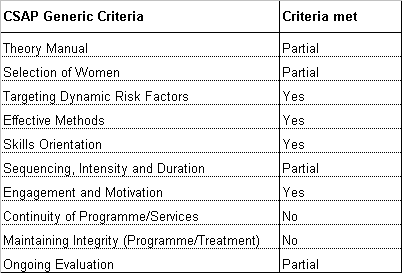 CSAP Generic Criteria Criteria met
Theory Manual Partial
Selection of Women Partial
Targeting Dynamic Risk Factors Yes
Effective Methods Yes
Skills Orientation Yes
Sequencing, Intensity and Duration Partial
Engagement and Motivation Yes
Continuity of Programme/Services No
Maintaining Integrity (Programme/Treatment) No
Ongoing Evaluation Partial